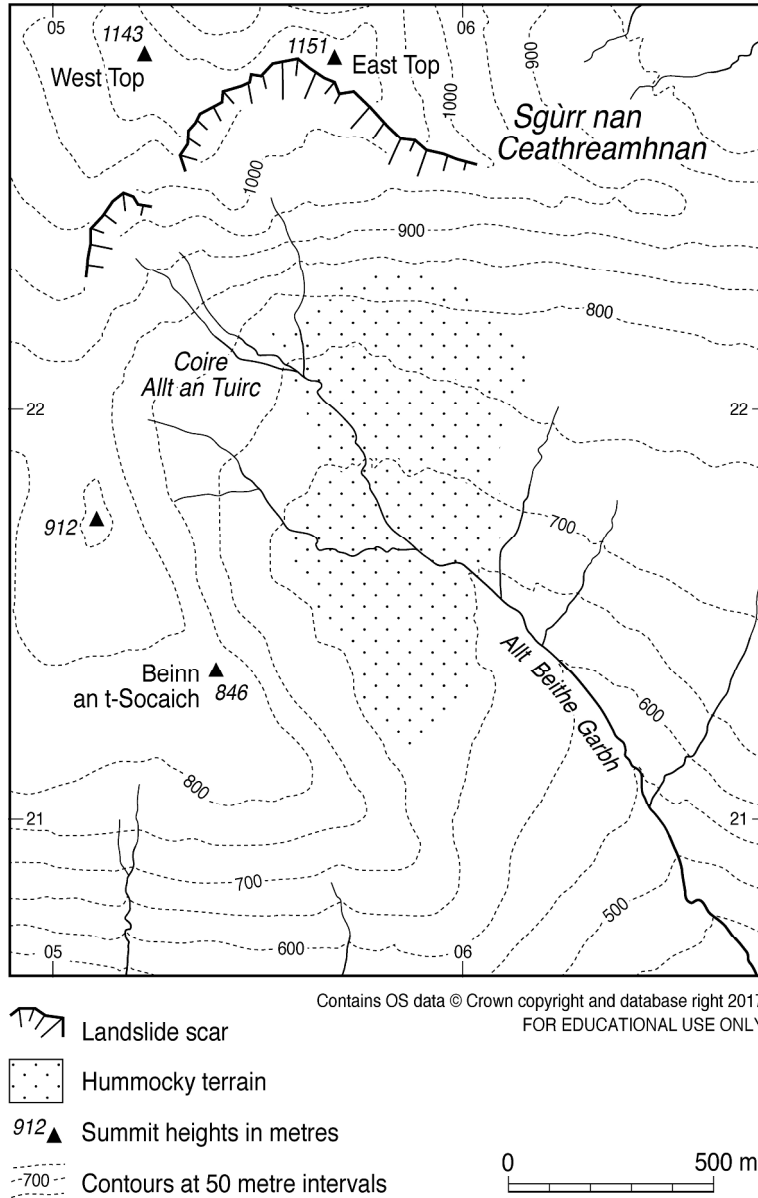 05
06
1143
West Top
1151
East Top
900
1000
Sgùrr nan
Ceathreamhnan
1000
900
800
Coire
Allt an Tuirc
22
22
912
700
Allt Beithe Garbh
Beinn
an t-Socaich
846
600
800
21
21
700
500
05
600
06
Contains OS data © Crown copyright and database right 2017
FOR EDUCATIONAL USE ONLY
Landslide scar
Hummocky terrain
912
Summit heights in metres
0
500 m
700
Contours at 50 metre intervals